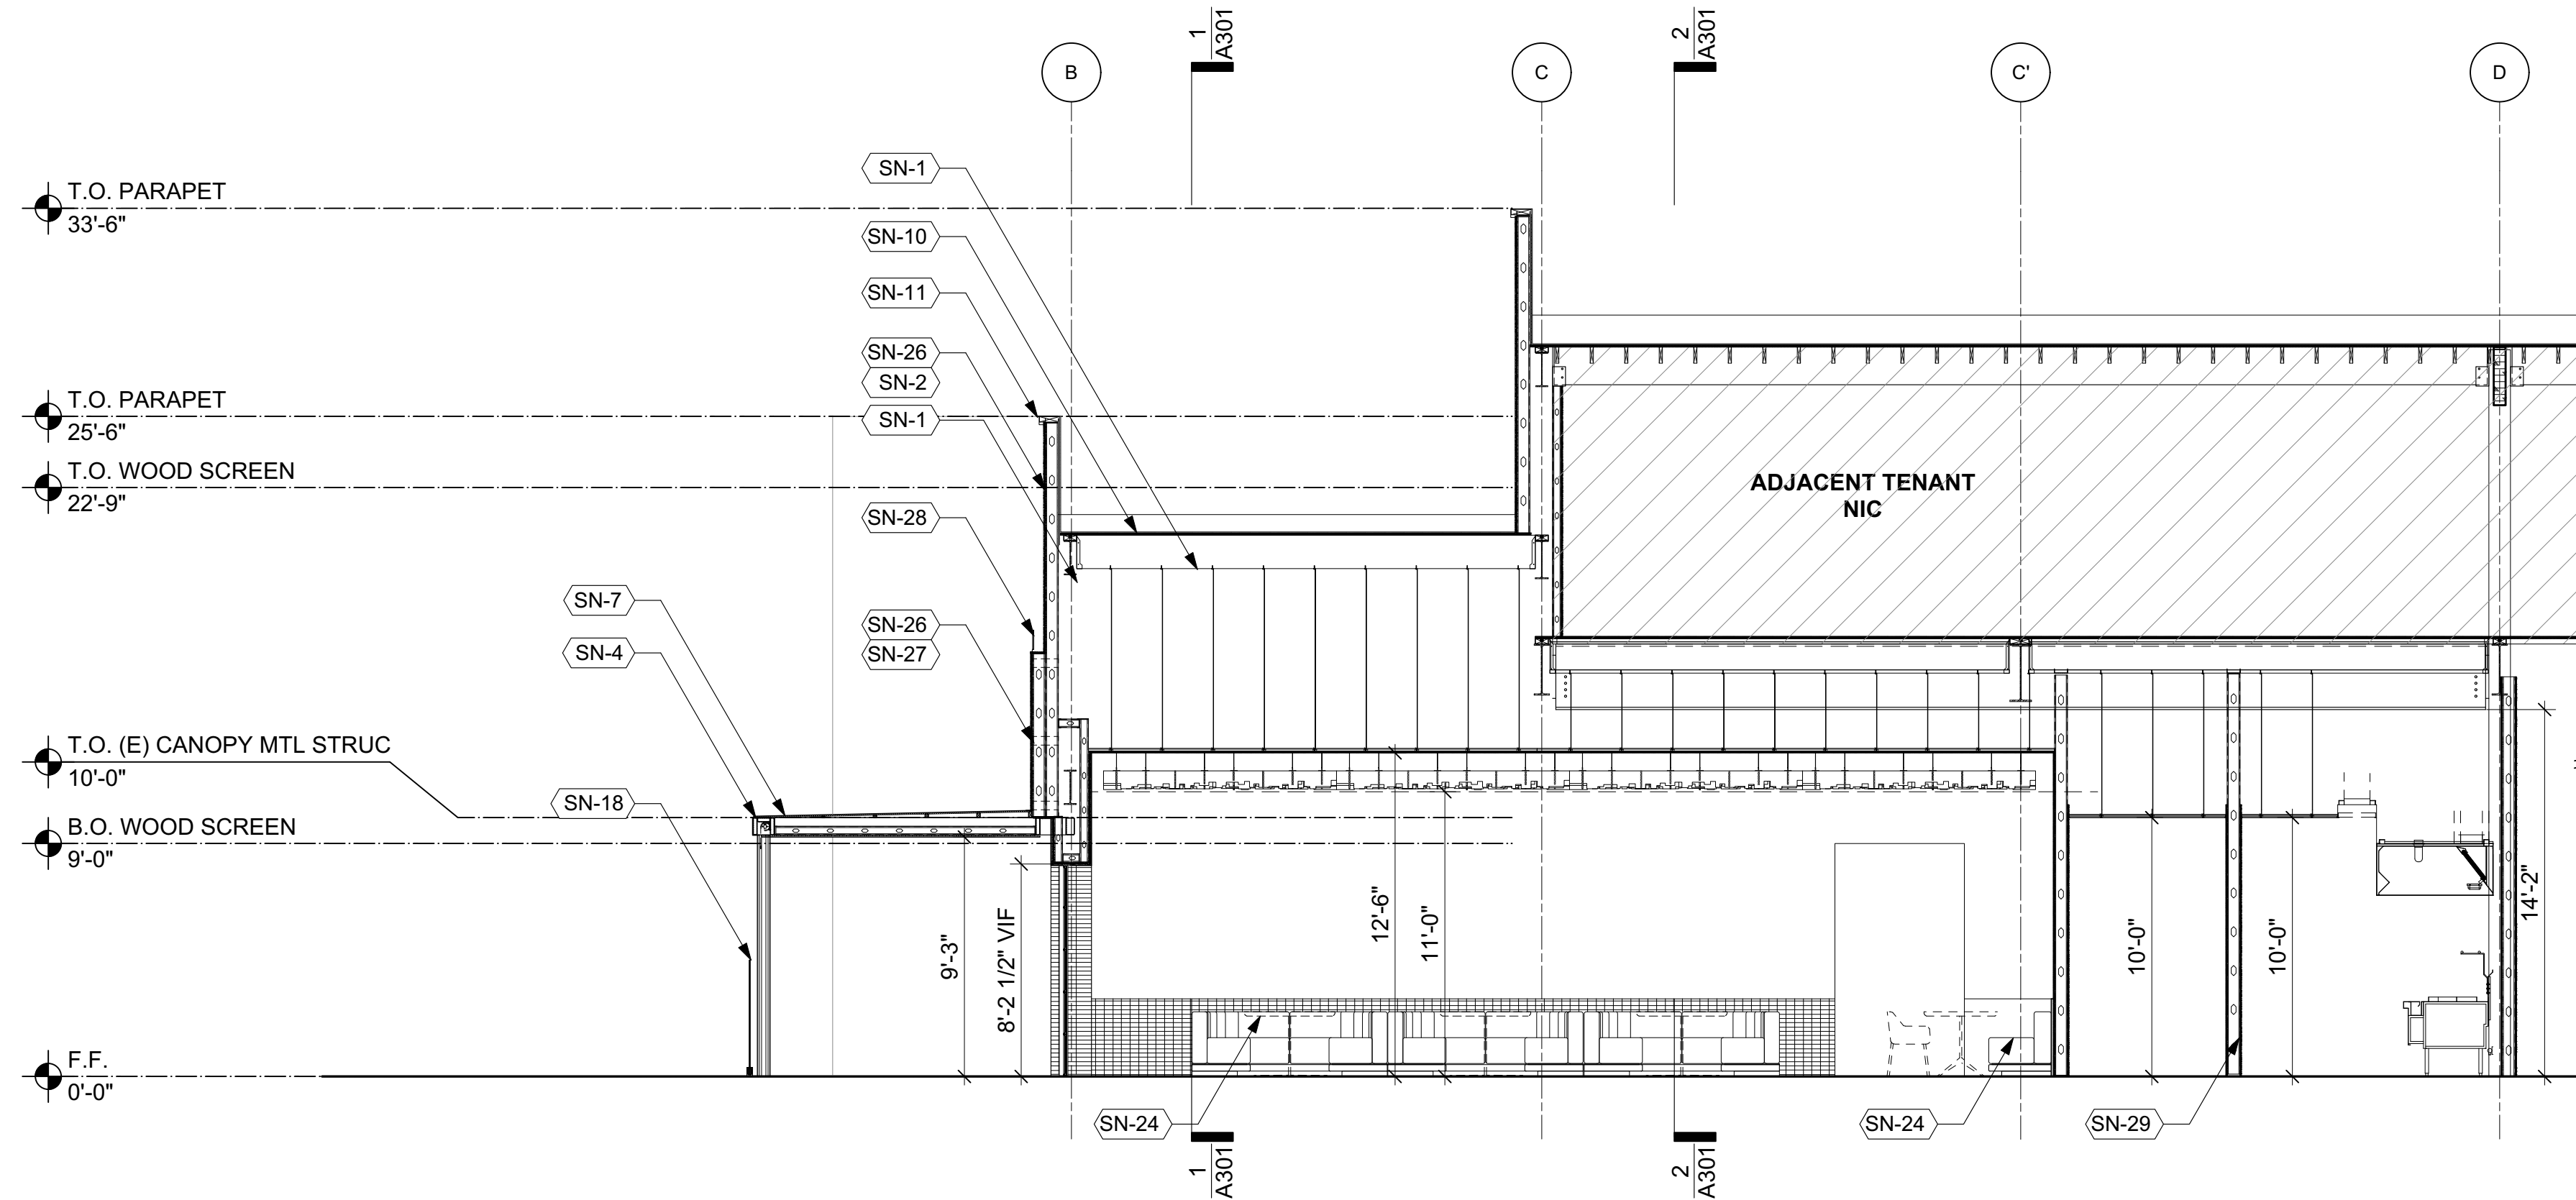 1
A301
2
A301
B
C
C'
D
SN-1
T.O. PARAPET
33'-6"
SN-10
SN-11
SN-26
SN-2
T.O. PARAPET
25'-6"
SN-1
T.O. WOOD SCREEN
22'-9"
ADJACENT TENANT
NIC
SN-28
SN-7
SN-26
SN-4
SN-27
T.O. (E) CANOPY MTL STRUC
10'-0"
SN-18
B.O. WOOD SCREEN
9'-0"
9'-3"
8'-2 1/2" VIF
12'-6"
11'-0"
10'-0"
10'-0"
14'-2"
F.F.
0'-0"
SN-24
SN-24
SN-29
1
A301
2
A301